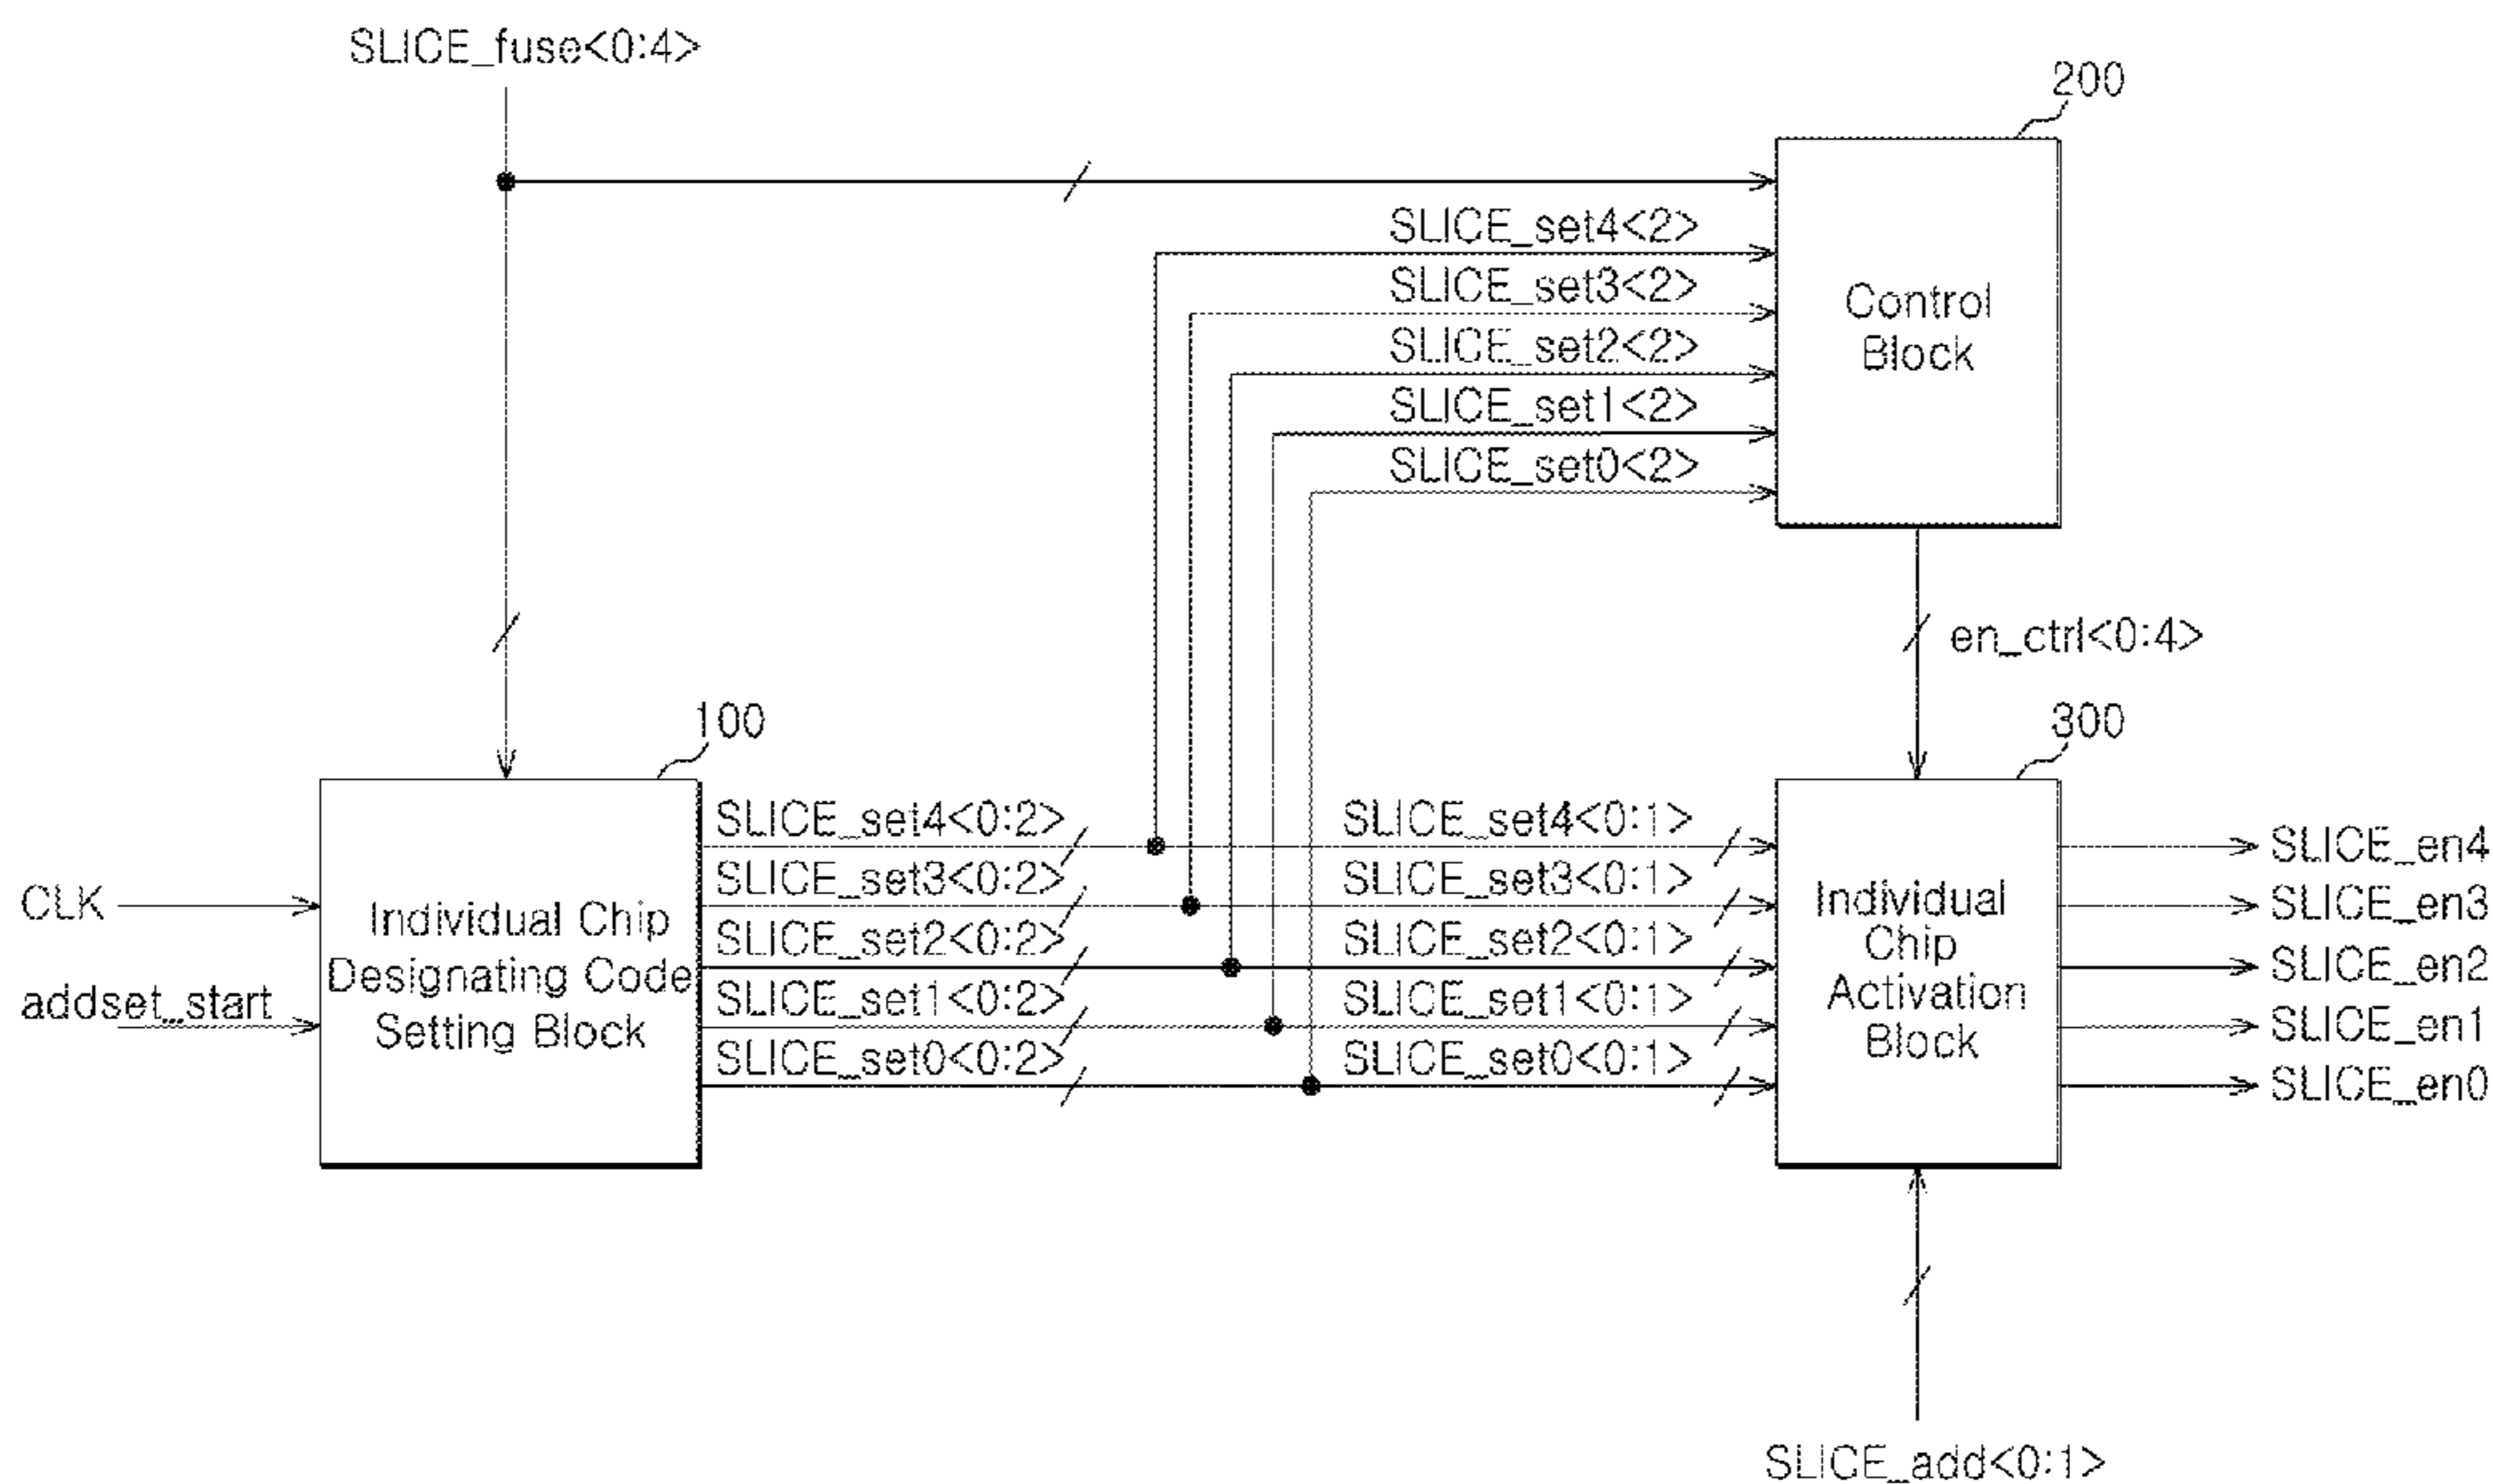 SLICE_fuse<0:4>
200
SLICE_set4<2>
SLICE_set3<2>
SLICE_set2<2>
SLICE_set1<2>
SLICE_set0<2>
Control
Block
en_ctrl<0:4>
100
300
SLICE_set4<0:2>
SLICE_set3<0:2>
SLICE_set2<0:2>
SLICE_set1<0:2>
SLICE_set0<0:2>
SLICE_set4<0:1>
SLICE_set3<0:1>
SLICE_set2<0:1>
SLICE_set1<0:1>
SLICE_set0<0:1>
CLK
addset_start
Individual Chip
Designating Code
Setting Block
Individual
Chip
Activation
Block
SLICE_en4
SLICE_en3
SLICE_en2
SLICE_en1
SLICE_en0
SLICE_add<0:1>